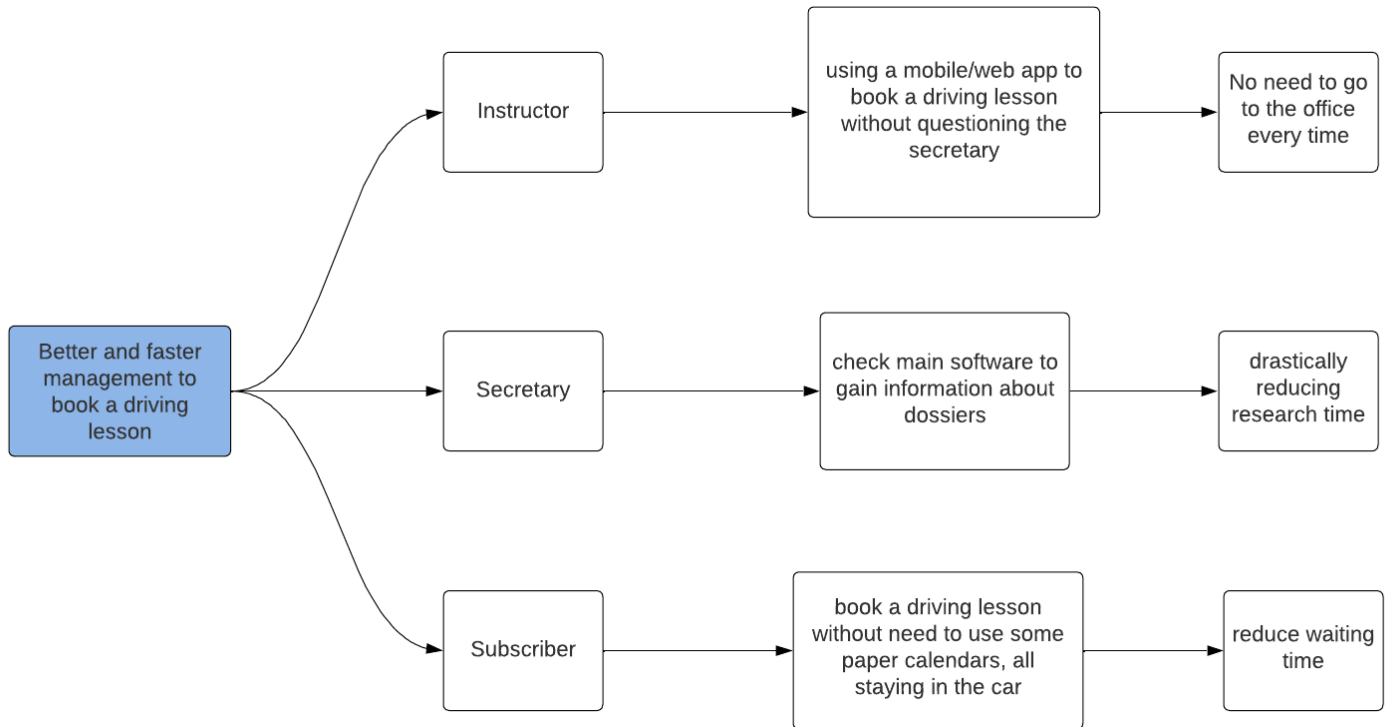 Better and faster
management to
book a driving
lesson
Instructor
using a mobile/web app to
book a driving lesson
without questioning the
secretary
No need to go
to the office
every time
Secretary
check main software to
gain information about
dossiers
drastically
reducing
research time
Subscriber
book a driving lesson
without need to use some
paper calendars, all
staying in the car
reduce waiting
time